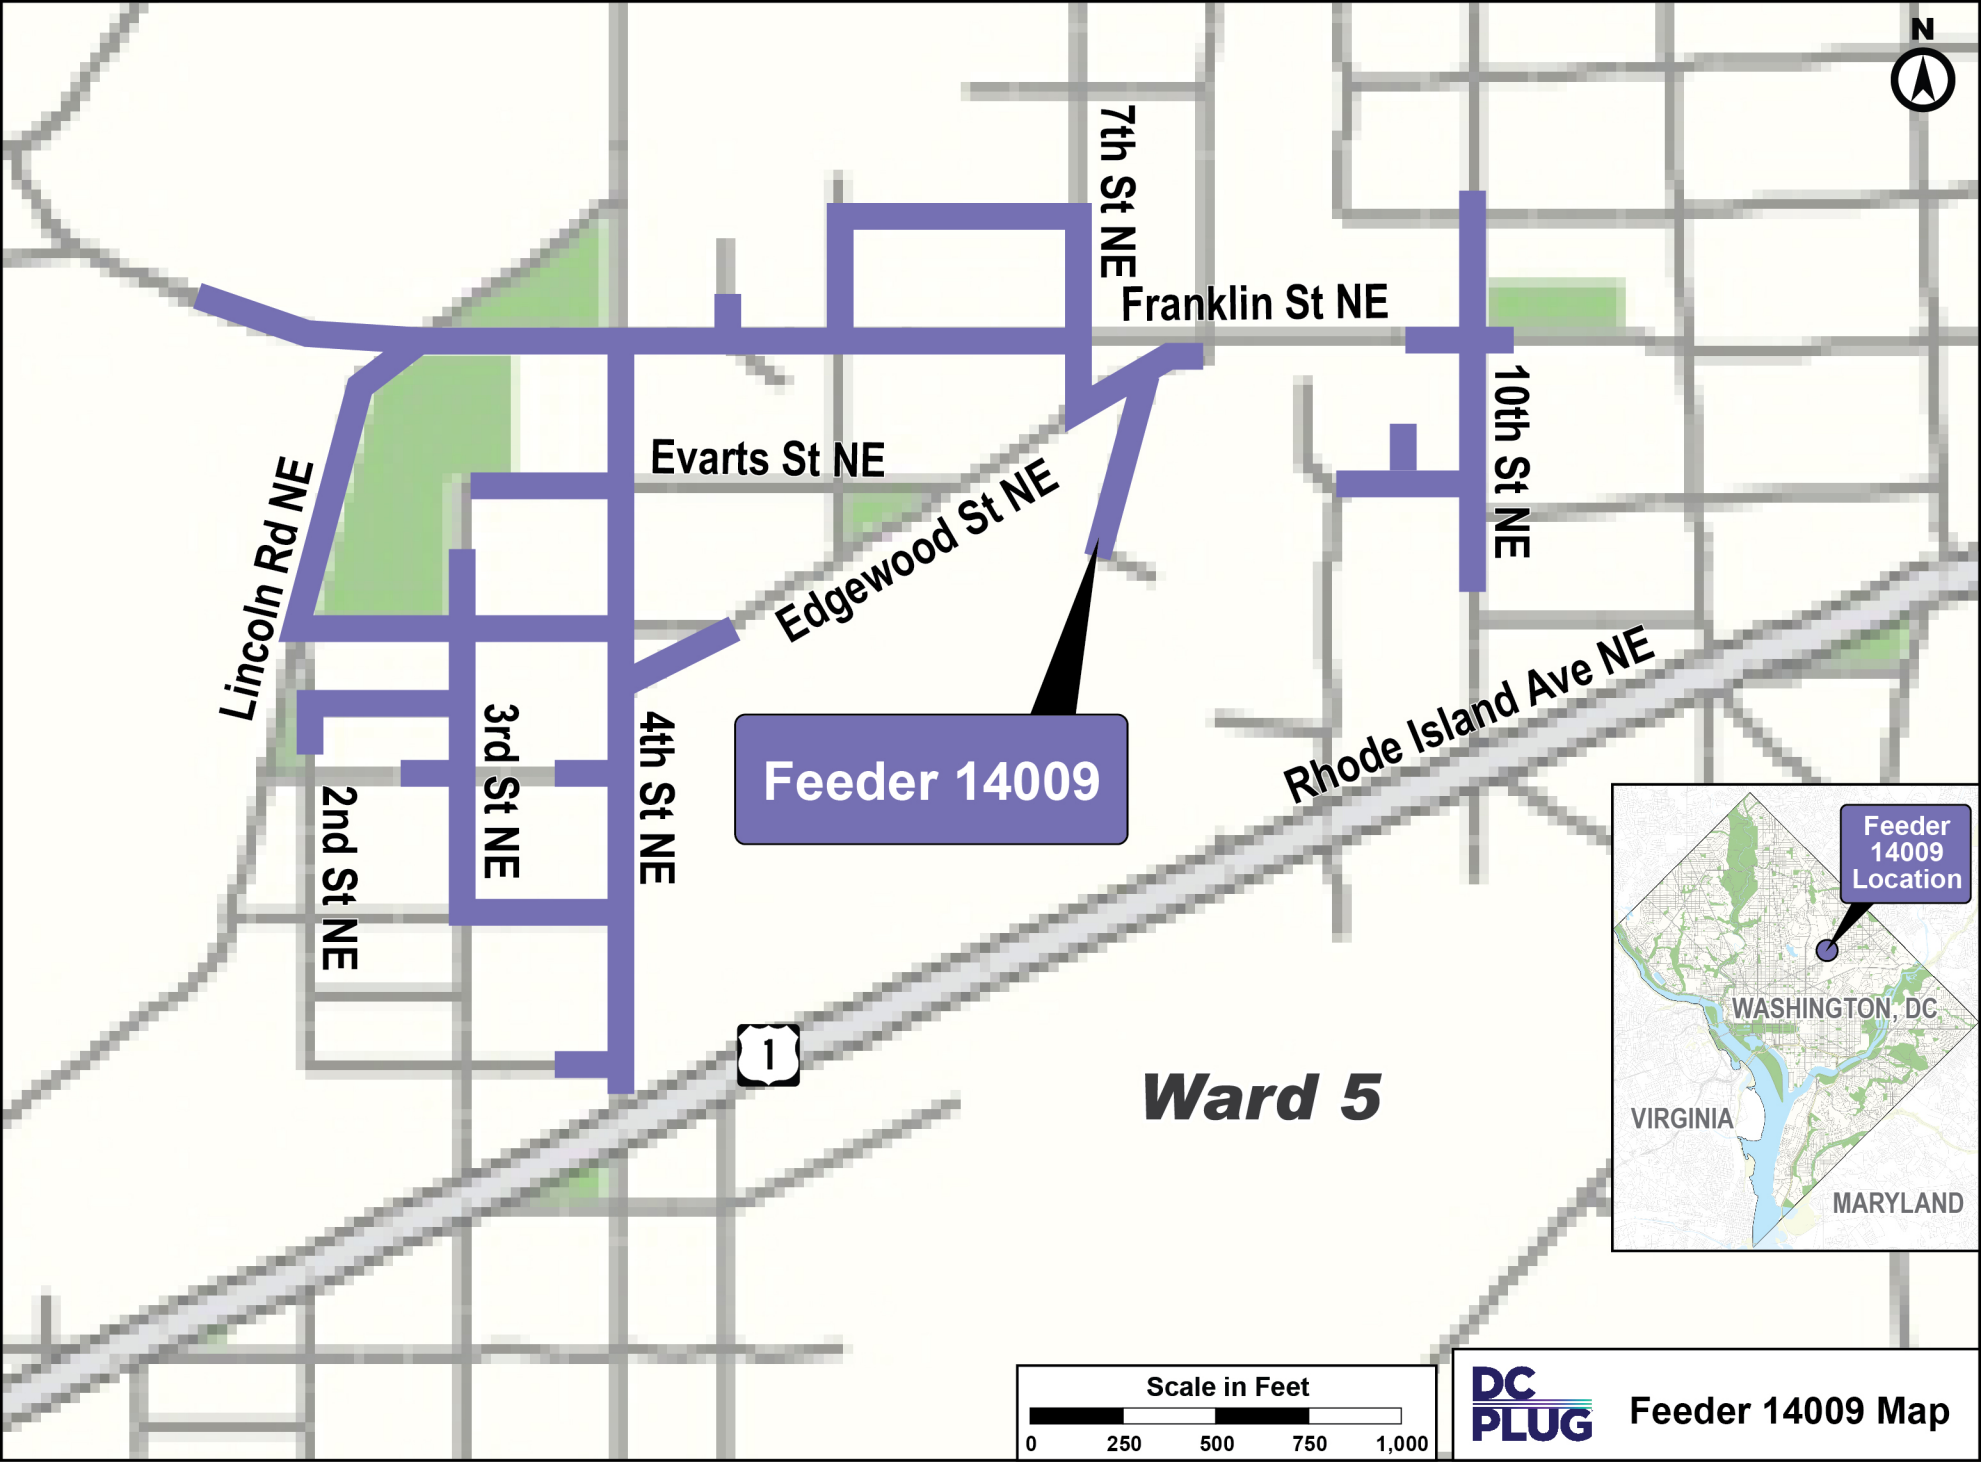 N
7th St NE
Franklin St NE
10th St NE
Evarts St NE
Edgewood St NE
Lincoln Rd NE
Rhode Island Ave NE
3rd St NE
4th St NE
2nd St NE
Feeder 14009
1
Ward 5
Feeder
14009
Location
WASHINGTON, DC
VIRGINIA
MARYLAND
Scale in Feet
0 250 500 750 1,000
DC
PLUG
Feeder 14009 Map